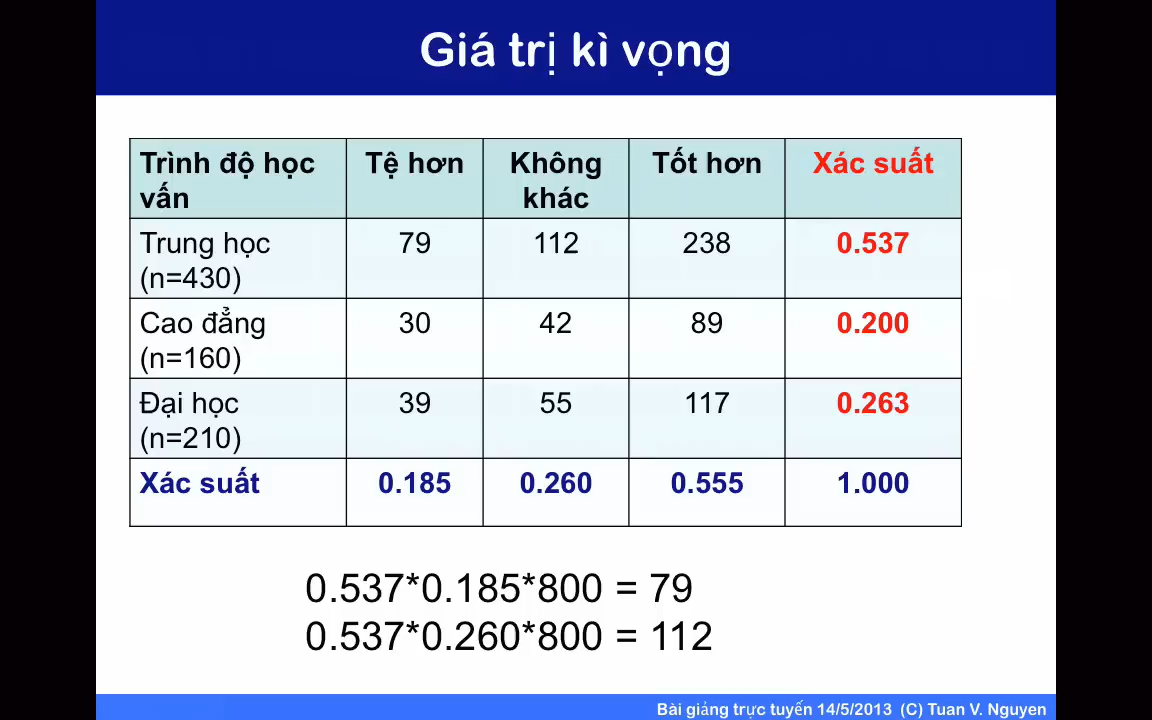 Giá trị kì vọng
Trình độ học vấn Tệ hơn Không khác Tốt hơn Xác suất
Trung học (n=430) 79 112 238 0.537
Cao đẳng (n=160) 30 42 89 0.200
Đại học (n=210) 39 55 117 0.263
Xác suất 0.185 0.260 0.555 1.000
0.537*0.185*800 = 79
0.537*0.260*800 = 112
Bài giảng trực tuyến 14/5/2013 (C) Tuan V. Nguyen